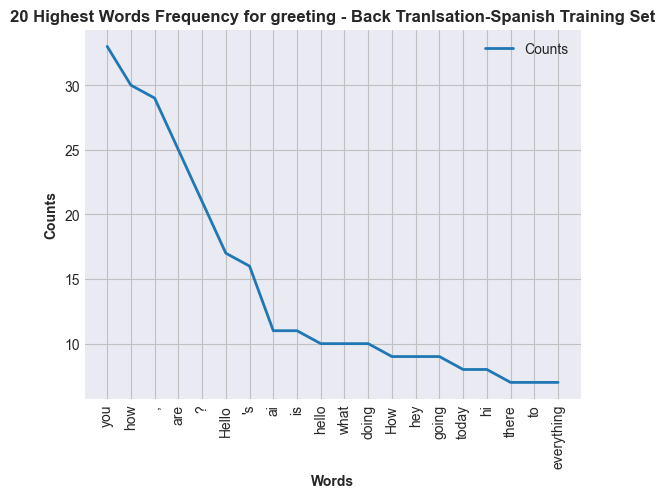 20 Highest Words Frequency for greeting - Back Tranlsation-Spanish Training Set
Counts
Counts
30
25
20
15
10
you
how
,
are
?
Hello
's
ai
is
hello
what
doing
How
hey
going
today
hi
there
to
everything
Words